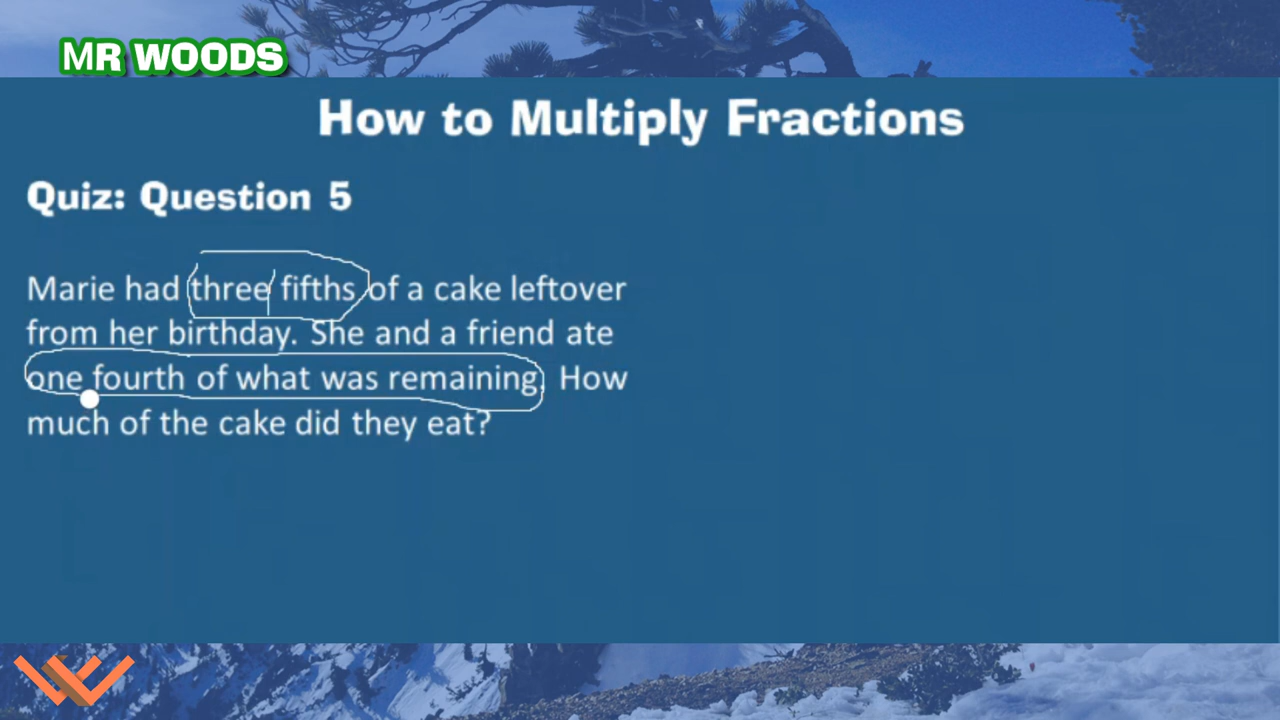 MR WOODS
How to Multiply Fractions
Quiz: Question 5
Marie had three fifths of a cake leftover
from her birthday. She and a friend ate
one fourth of what was remaining. How
much of the cake did they eat?